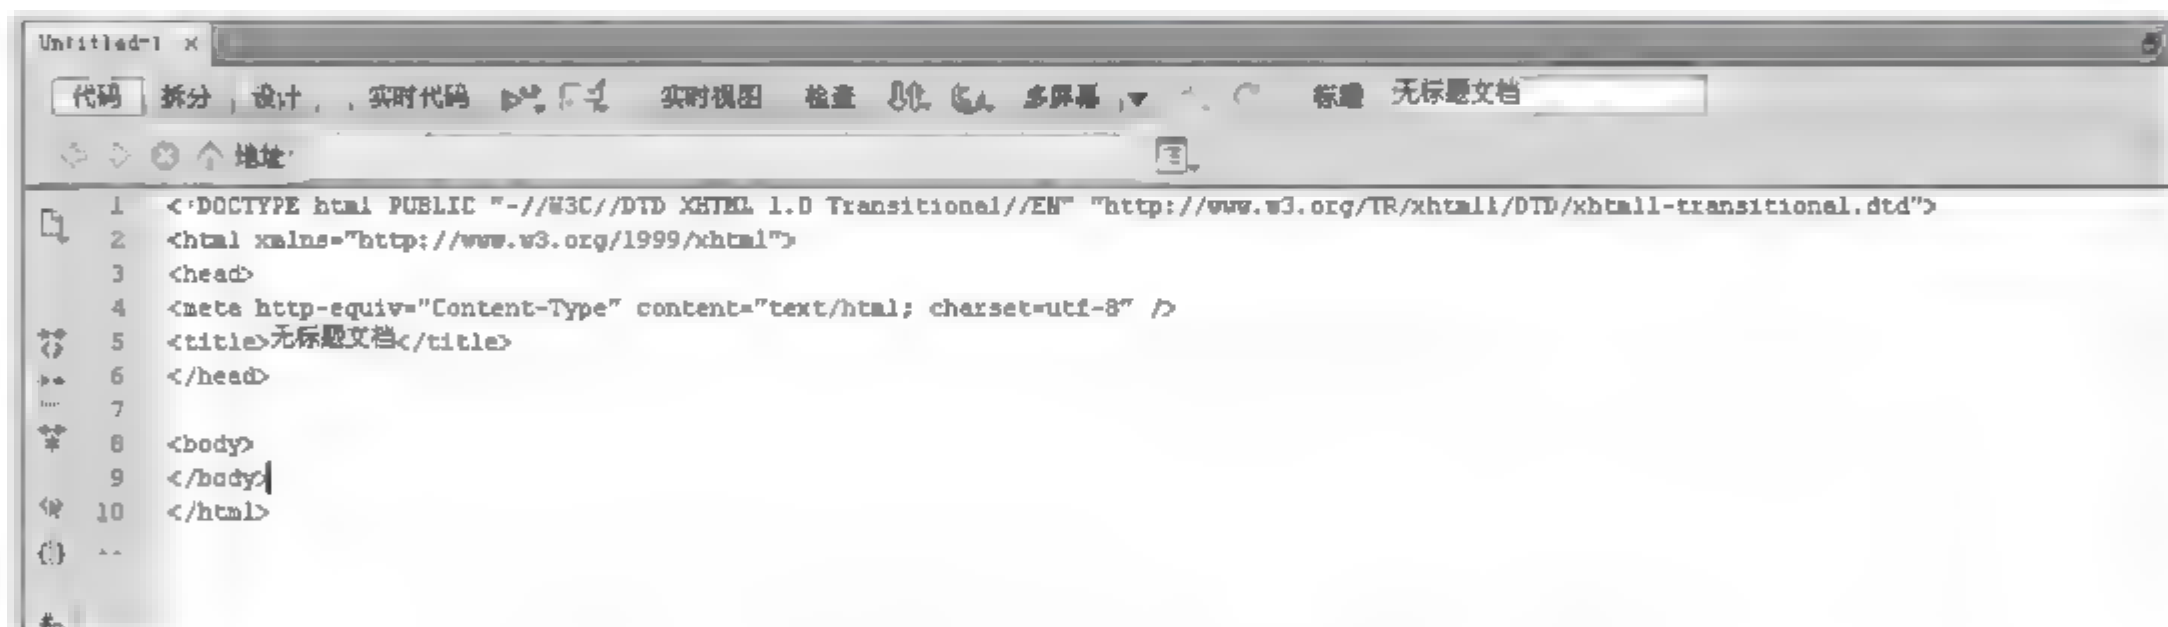 Untitled-1 ×
代码 拆分 设计 实时代码 实时视图 检查 多屏幕 标题 无标题文档
地址:
1 <!DOCTYPE html PUBLIC "-//W3C//DTD XHTML 1.0 Transitional//EN" "http://www.w3.org/TR/xhtml1/DTD/xhtml1-transitional.dtd">
2 <html xmlns="http://www.w3.org/1999/xhtml">
3 <head>
4 <meta http-equiv="Content-Type" content="text/html; charset=utf-8" />
5 <title>无标题文档</title>
6 </head>
7
8 <body>
9 </body>
10 </html>